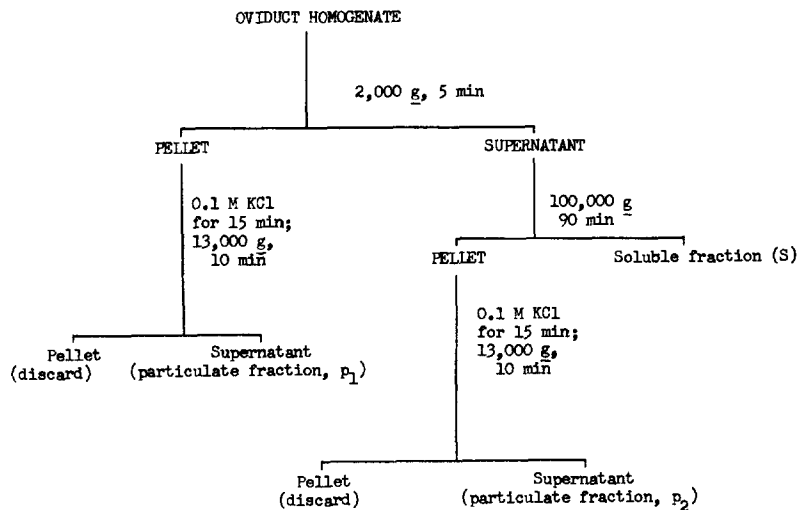 OVIDUCT HOMOGENATE
2,000 g, 5 min
PELLET
SUPERNATANT
0.1 M KCl
for 15 min;
13,000 g,
10 min
100,000 g
90 min
PELLET
Soluble fraction (S)
Pellet
(discard)
Supernatant
(particulate fraction, p1)
0.1 M KCl
for 15 min;
13,000 g,
10 min
Pellet
(discard)
Supernatant
(particulate fraction, p2)